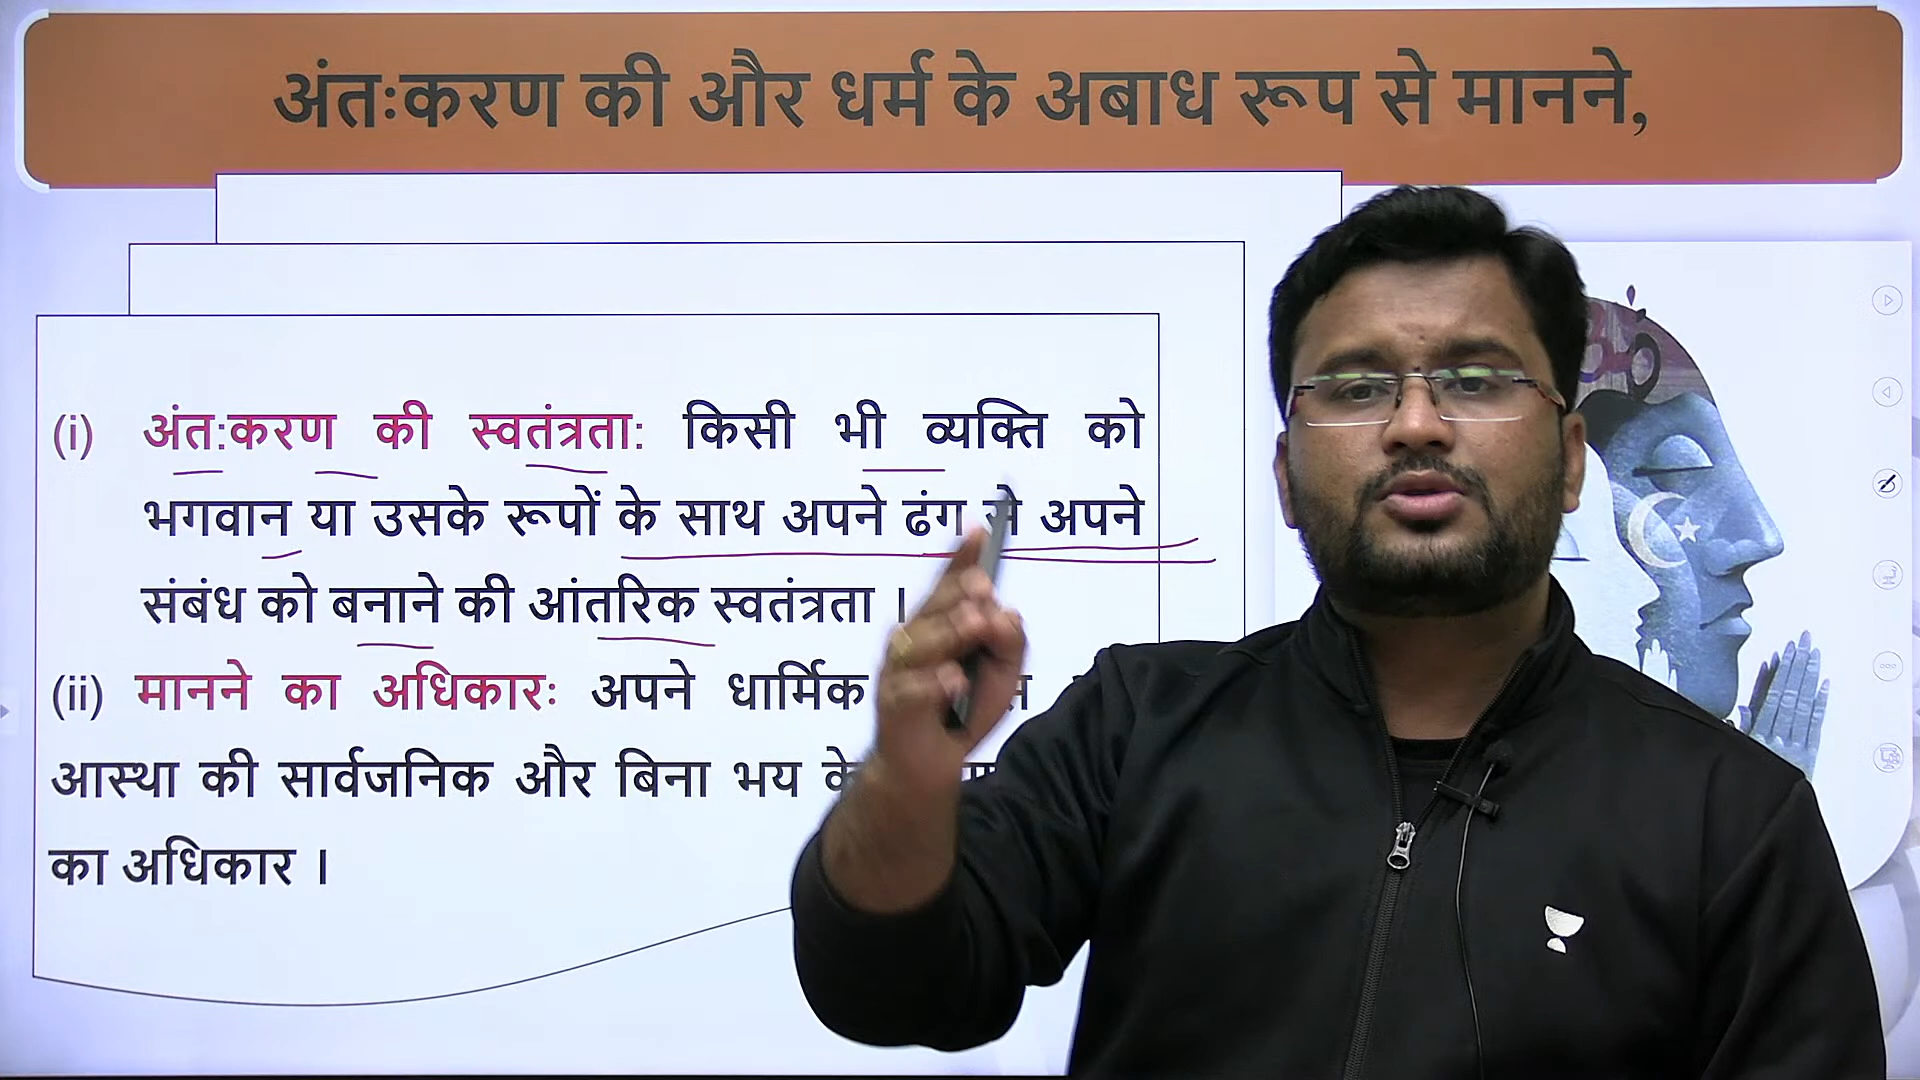 अंतःकरण की और धर्म के अबाध रूप से मानने,
(i) अंत:करण की स्वतंत्रता: किसी भी व्यक्ति को
भगवान या उसके रूपों के साथ अपने ढंग से अपने
संबंध को बनाने की आंतरिक स्वतंत्रता ।
(ii) मानने का अधिकारः अपने धार्मिक
आस्था की सार्वजनिक और बिना भय के
का अधिकार ।